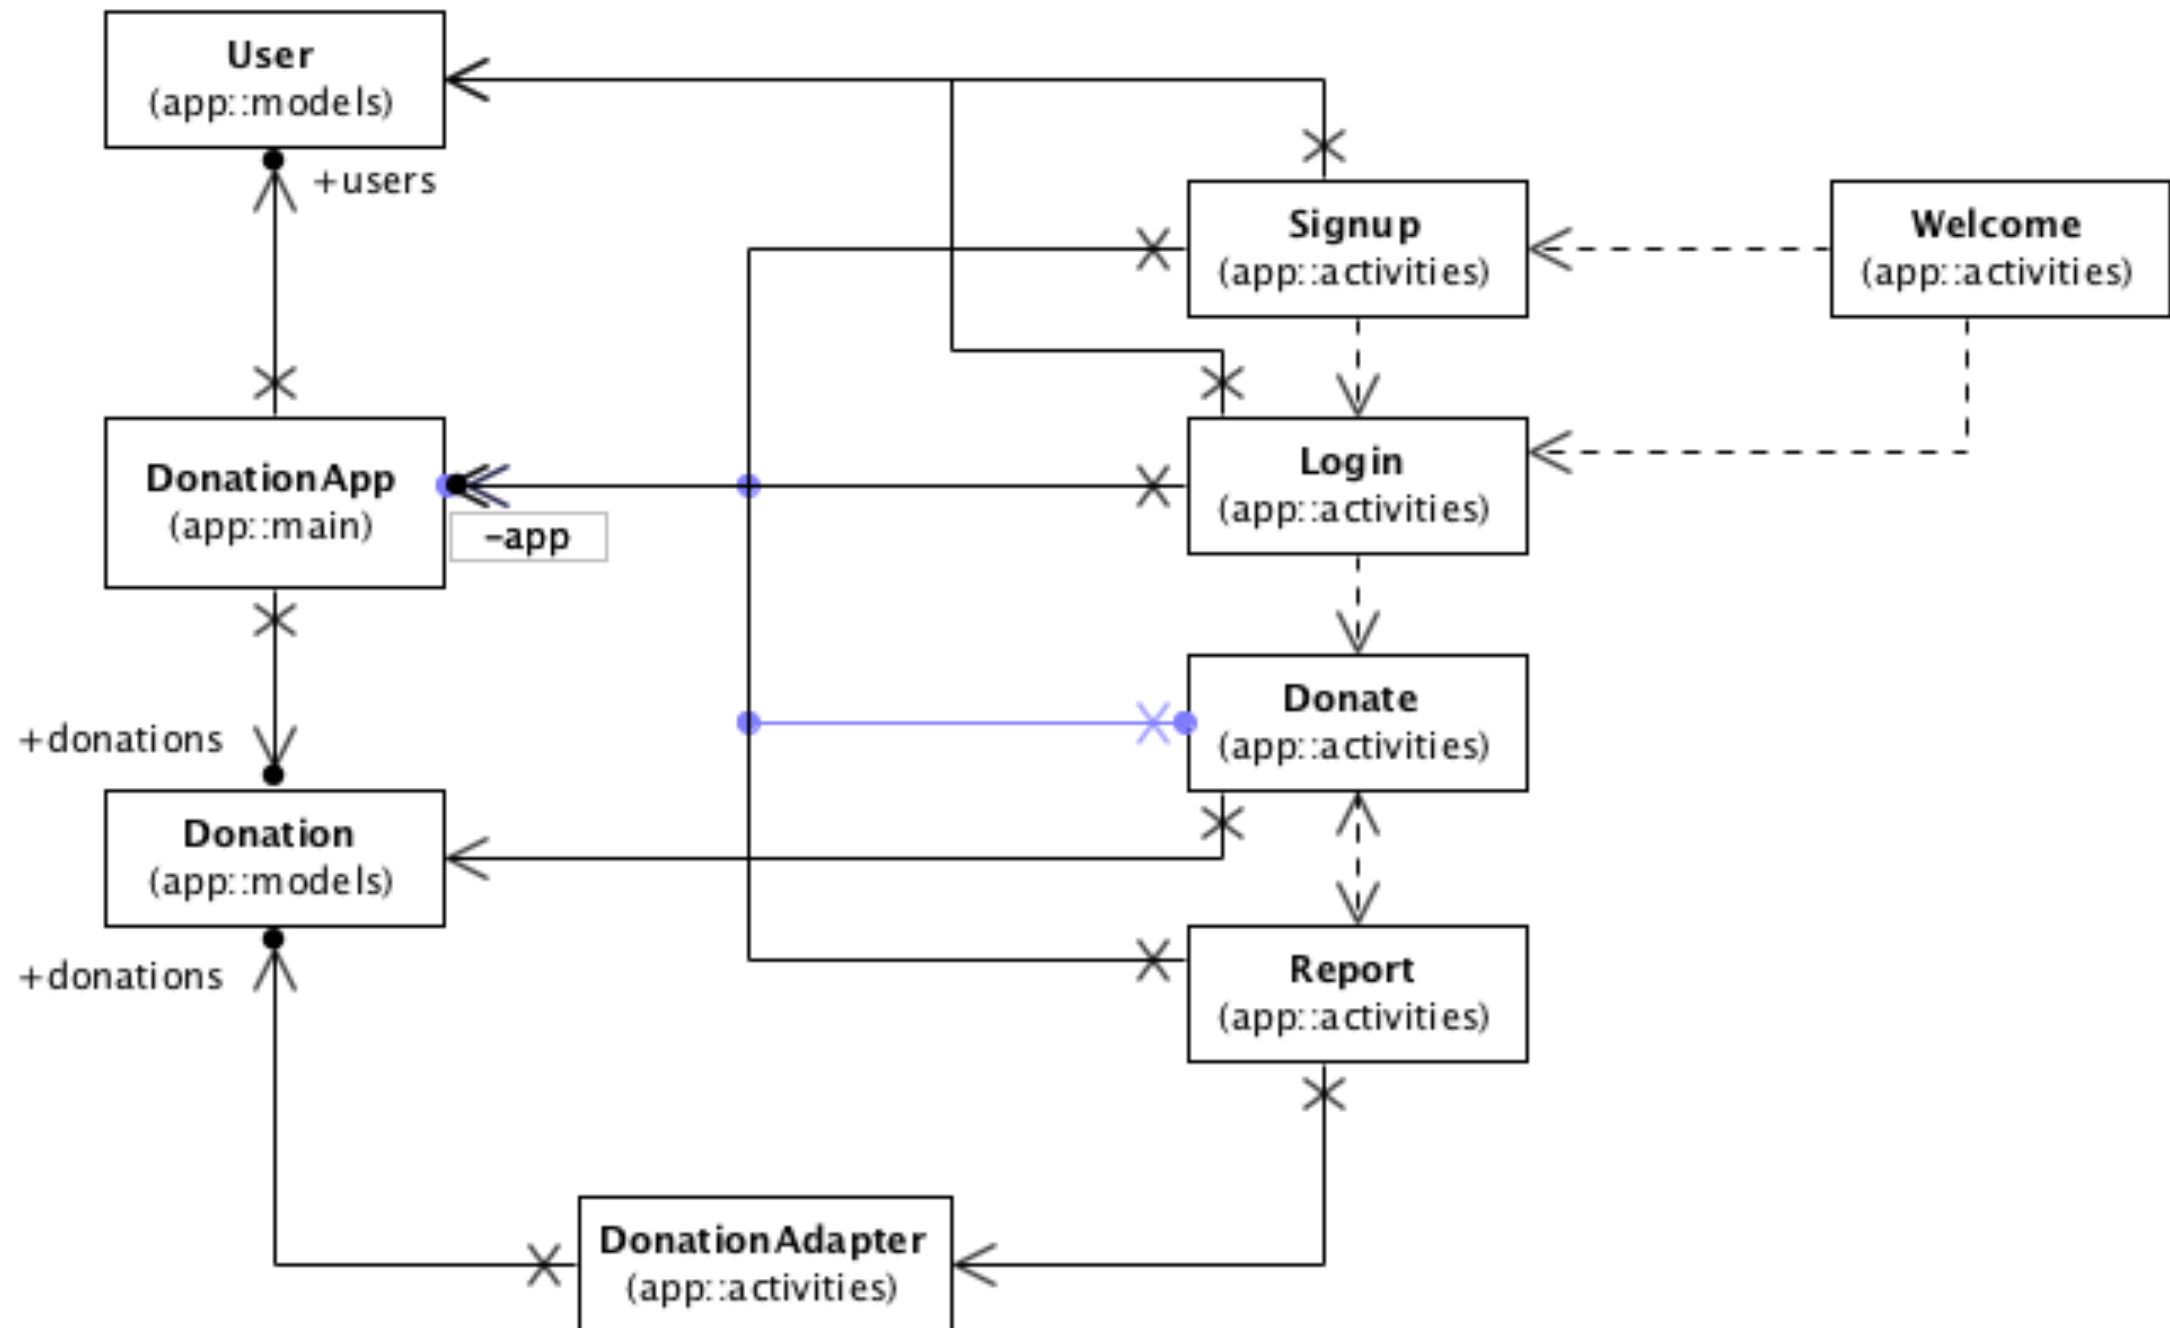 User
(app::models)
+users
Signup
(app::activities)
Welcome
(app::activities)
DonationApp
(app::main)
-app
Login
(app::activities)
Donate
(app::activities)
+donations
Donation
(app::models)
+donations
Report
(app::activities)
DonationAdapter
(app::activities)